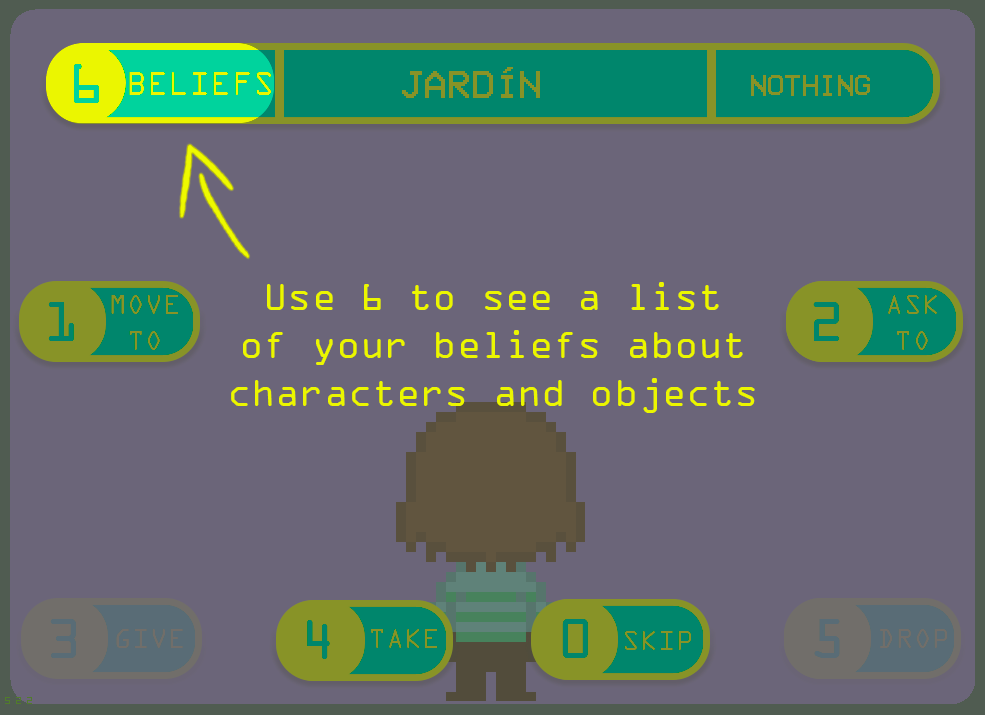 6 BELIEFS JARDÍN NOTHING
1 MOVE TO
2 ASK TO
Use 6 to see a list
of your beliefs about
characters and objects
3 GIVE
4 TAKE
0 SKIP
5 DROP